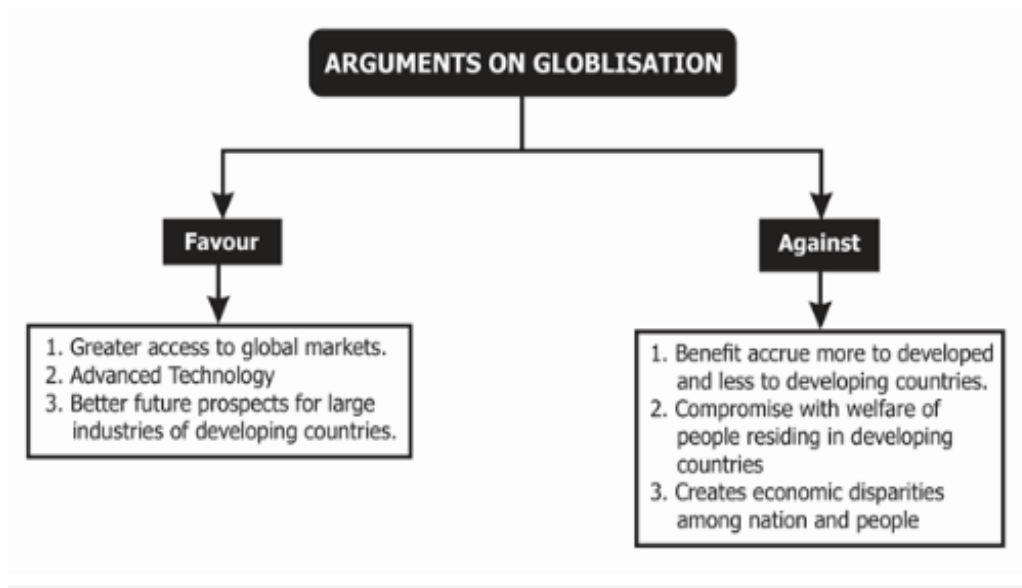 ARGUMENTS ON GLOBLISATION
Favour
1. Greater access to global markets.
2. Advanced Technology
3. Better future prospects for large
industries of developing countries.
Against
1. Benefit accrue more to developed
and less to developing countries.
2. Compromise with welfare of
people residing in developing
countries
3. Creates economic disparities
among nation and people